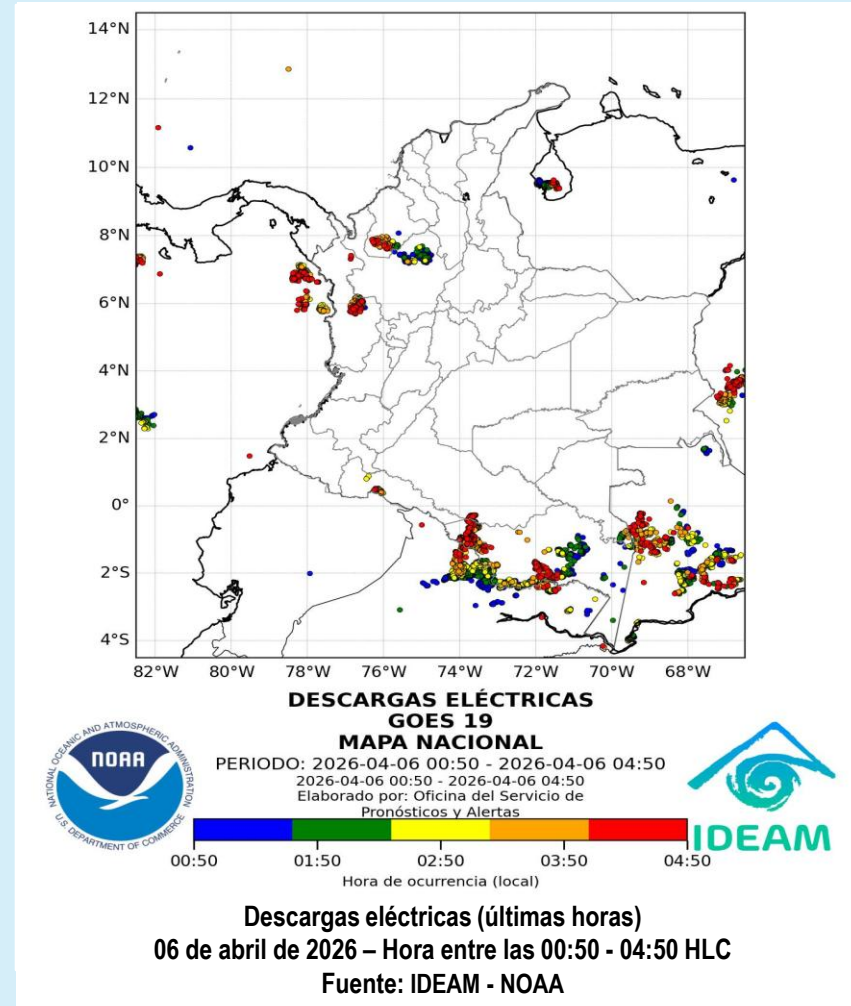 14°N
12°N
10°N
8°N
6°N
4°N
2°N
0°
2°S
4°S
82°W 80°W 78°W 76°W 74°W 72°W 70°W 68°W
DESCARGAS ELÉCTRICAS
GOES 19
MAPA NACIONAL
PERIODO: 2026-04-06 00:50 - 2026-04-06 04:50
2026-04-06 00:50 - 2026-04-06 04:50
Elaborado por: Oficina del Servicio de
Pronósticos y Alertas
NATIONAL OCEANIC AND ATMOSPHERIC ADMINISTRATION
NOAA
U.S. DEPARTMENT OF COMMERCE
IDEAM
00:50 01:50 02:50 03:50 04:50
Hora de ocurrencia (local)
Descargas eléctricas (últimas horas)
06 de abril de 2026 – Hora entre las 00:50 - 04:50 HLC
Fuente: IDEAM - NOAA